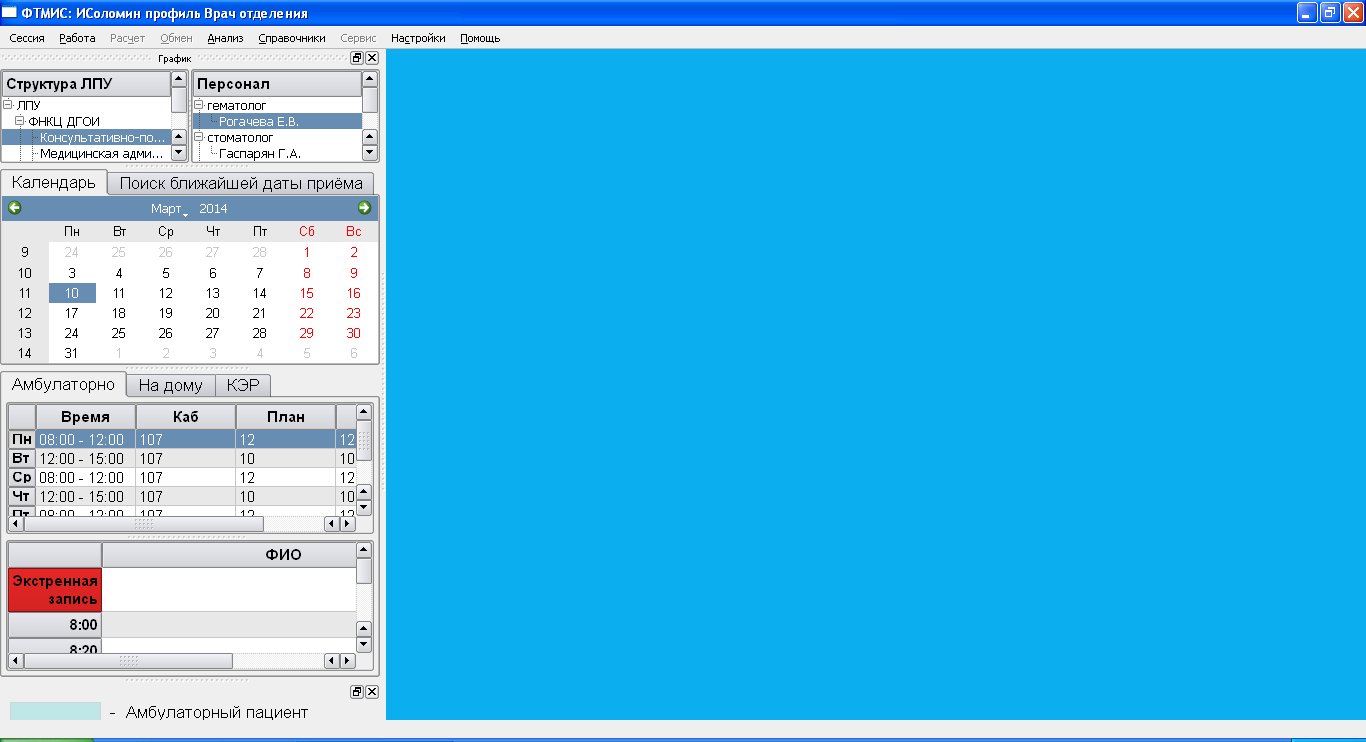 ФТМИС: ИСоломин профиль Врач отделения
Сессия Работа Расчет Обмен Анализ Справочники Сервис Настройки Помощь
График
Структура ЛПУ Персонал
ЛПУ гематолог
ФНКЦ ДГОИ Рогачева Е.В.
Консультативно-по... стоматолог
Медицинская адми... Гаспарян Г.А.
Календарь Поиск ближайшей даты приёма
Март 2014
Пн Вт Ср Чт Пт Сб Вс
9 24 25 26 27 28 1 2
10 3 4 5 6 7 8 9
11 10 11 12 13 14 15 16
12 17 18 19 20 21 22 23
13 24 25 26 27 28 29 30
14 31 1 2 3 4 5 6
Амбулаторно На дому КЭР
Время Каб План
Пн 08:00 - 12:00 107 12 12
Вт 12:00 - 15:00 107 10 10
Ср 08:00 - 12:00 107 12 12
Чт 12:00 - 15:00 107 10 10
Пт 08:00 - 12:00 107 12 12
ФИО
Экстренная
запись
8:00
8:20
- Амбулаторный пациент